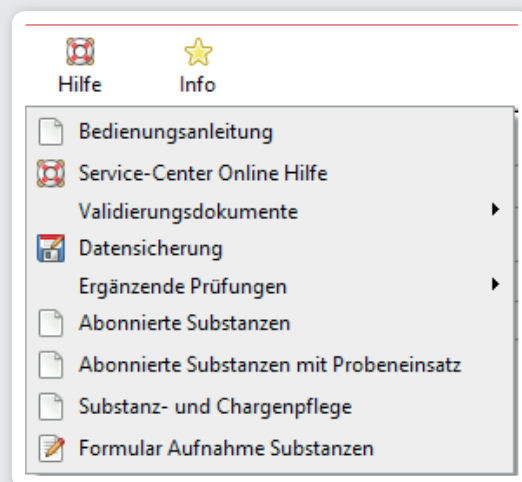 Hilfe Info
Bedienungsanleitung
Service-Center Online Hilfe
Validierungsdokumente
Datensicherung
Ergänzende Prüfungen
Abonnierte Substanzen
Abonnierte Substanzen mit Probeneinsatz
Substanz- und Chargenpflege
Formular Aufnahme Substanzen